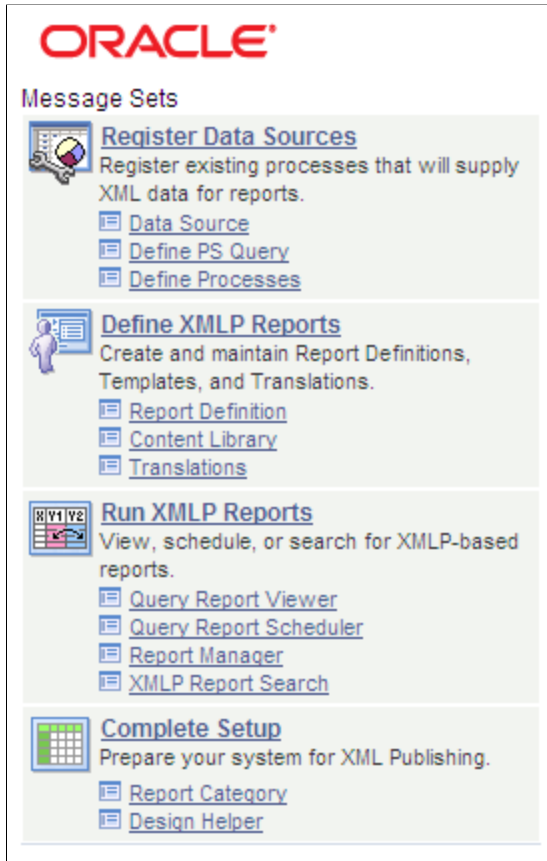 ORACLE
Message Sets
Register Data Sources
Register existing processes that will supply
XML data for reports.
Data Source
Define PS Query
Define Processes
Define XMLP Reports
Create and maintain Report Definitions,
Templates, and Translations.
Report Definition
Content Library
Translations
X Y1 Y2
Run XMLP Reports
View, schedule, or search for XMLP-based
reports.
Query Report Viewer
Query Report Scheduler
Report Manager
XMLP Report Search
Complete Setup
Prepare your system for XML Publishing.
Report Category
Design Helper